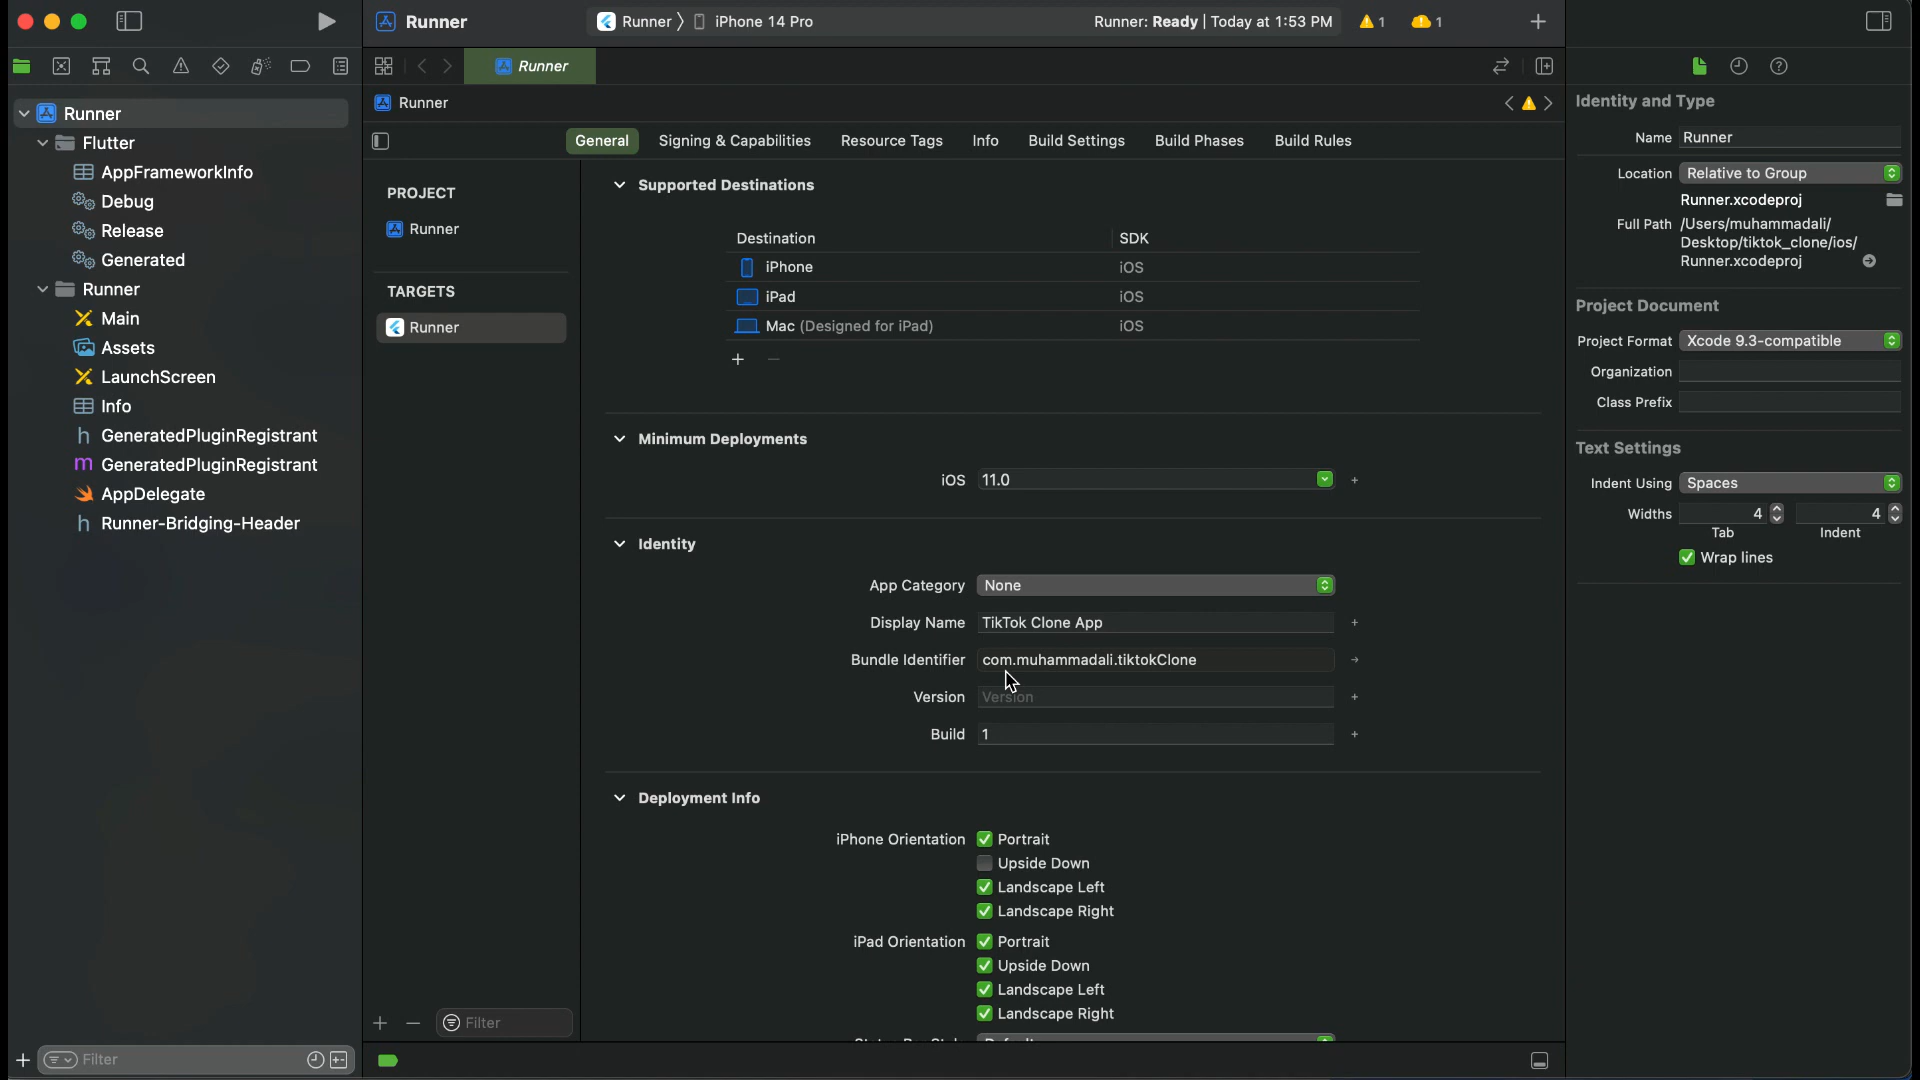 Runner
Runner
iPhone 14 Pro
Runner: Ready | Today at 1:53 PM
1
1
Runner
Runner
General
Signing & Capabilities
Resource Tags
Info
Build Settings
Build Phases
Build Rules
Runner
Flutter
AppFrameworkInfo
Debug
Release
Generated
Runner
Main
Assets
LaunchScreen
Info
h GeneratedPluginRegistrant
m GeneratedPluginRegistrant
AppDelegate
h Runner-Bridging-Header
Filter
PROJECT
Runner
TARGETS
Runner
Filter
Supported Destinations
Destination SDK
iPhone iOS
iPad iOS
Mac (Designed for iPad) iOS
Minimum Deployments
iOS 11.0
Identity
App Category None
Display Name TikTok Clone App
Bundle Identifier com.muhammadali.tiktokClone
Version Version
Build 1
Deployment Info
iPhone Orientation Portrait
Upside Down
Landscape Left
Landscape Right
iPad Orientation Portrait
Upside Down
Landscape Left
Landscape Right
Identity and Type
Name Runner
Location Relative to Group
Runner.xcodeproj
Full Path /Users/muhammadali/
Desktop/tiktok_clone/ios/
Runner.xcodeproj
Project Document
Project Format Xcode 9.3-compatible
Organization
Class Prefix
Text Settings
Indent Using Spaces
Widths 4 4
Tab Indent
Wrap lines